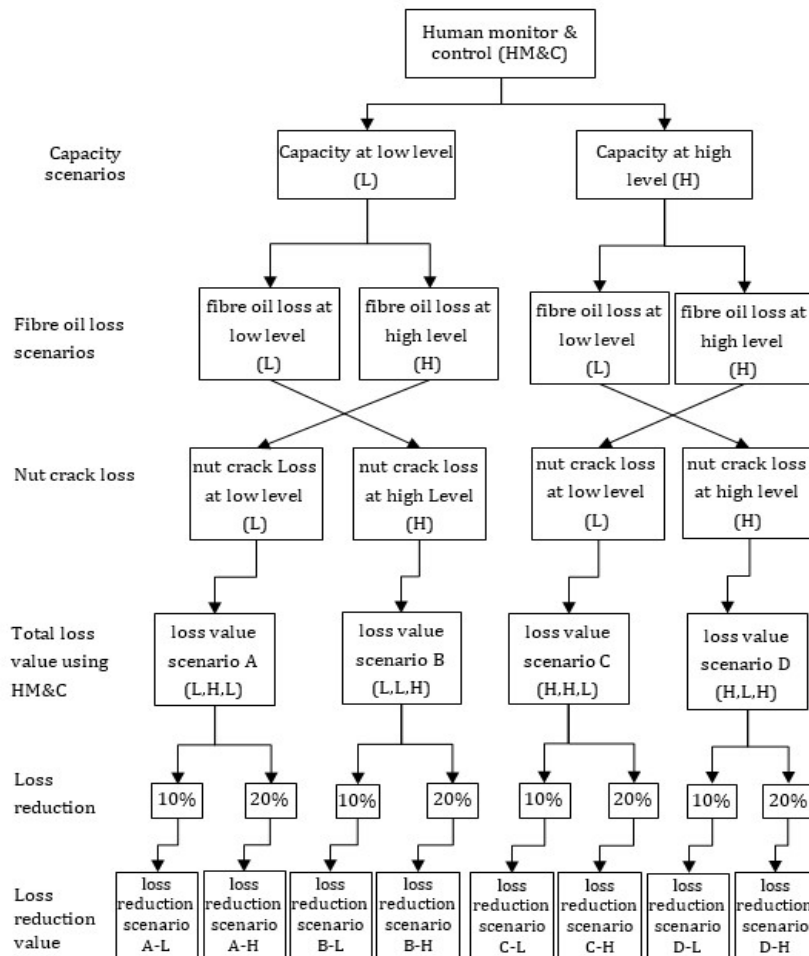 Human monitor &
control (HM&C)
Capacity
scenarios
Capacity at low level
(L)
Capacity at high
level (H)
Fibre oil loss
scenarios
fibre oil loss at
low level
(L)
fibre oil loss at
high level
(H)
fibre oil loss at
low level
(L)
fibre oil loss at
high level
(H)
Nut crack loss
nut crack Loss
at low level
(L)
nut crack loss
at high Level
(H)
nut crack loss
at low level
(L)
nut crack loss
at high level
(H)
Total loss
value using
HM&C
loss value
scenario A
(L,H,L)
loss value
scenario B
(L,L,H)
loss value
scenario C
(H,H,L)
loss value
scenario D
(H,L,H)
Loss
reduction
10%
20%
10%
20%
10%
20%
10%
20%
Loss
reduction
value
loss
reduction
scenario
A-L
loss
reduction
scenario
A-H
loss
reduction
scenario
B-L
loss
reduction
scenario
B-H
loss
reduction
scenario
C-L
loss
reduction
scenario
C-H
loss
reduction
scenario
D-L
loss
reduction
scenario
D-H